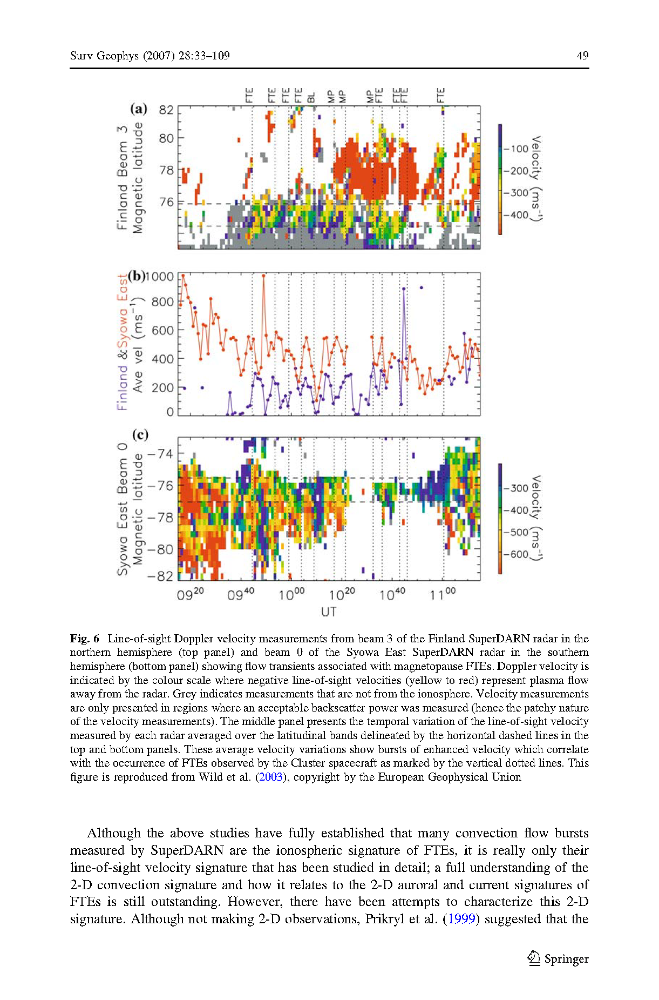 Surv Geophys (2007) 28:33–109 49
FTE FTE FTE FTE BL MP MP MP FTE FTE FTE FTE
(a)
Finland Beam 3
Magnetic latitude
82
80
78
76
−100
−200
−300
−400
Velocity (ms⁻¹)
(b)
Finland & Syowa East
Ave vel (ms⁻¹)
1000
800
600
400
200
0
(c)
Syowa East Beam 0
Magnetic latitude
−74
−76
−78
−80
−82
−300
−400
−500
−600
Velocity (ms⁻¹)
09²⁰ 09⁴⁰ 10⁰⁰ 10²⁰ 10⁴⁰ 11⁰⁰
UT
Fig. 6 Line-of-sight Doppler velocity measurements from beam 3 of the Finland SuperDARN radar in the
northern hemisphere (top panel) and beam 0 of the Syowa East SuperDARN radar in the southern
hemisphere (bottom panel) showing flow transients associated with magnetopause FTEs. Doppler velocity is
indicated by the colour scale where negative line-of-sight velocities (yellow to red) represent plasma flow
away from the radar. Grey indicates measurements that are not from the ionosphere. Velocity measurements
are only presented in regions where an acceptable backscatter power was measured (hence the patchy nature
of the velocity measurements). The middle panel presents the temporal variation of the line-of-sight velocity
measured by each radar averaged over the latitudinal bands delineated by the horizontal dashed lines in the
top and bottom panels. These average velocity variations show bursts of enhanced velocity which correlate
with the occurrence of FTEs observed by the Cluster spacecraft as marked by the vertical dotted lines. This
figure is reproduced from Wild et al. (2003), copyright by the European Geophysical Union
Although the above studies have fully established that many convection flow bursts
measured by SuperDARN are the ionospheric signature of FTEs, it is really only their
line-of-sight velocity signature that has been studied in detail; a full understanding of the
2-D convection signature and how it relates to the 2-D auroral and current signatures of
FTEs is still outstanding. However, there have been attempts to characterize this 2-D
signature. Although not making 2-D observations, Prikryl et al. (1999) suggested that the
Springer